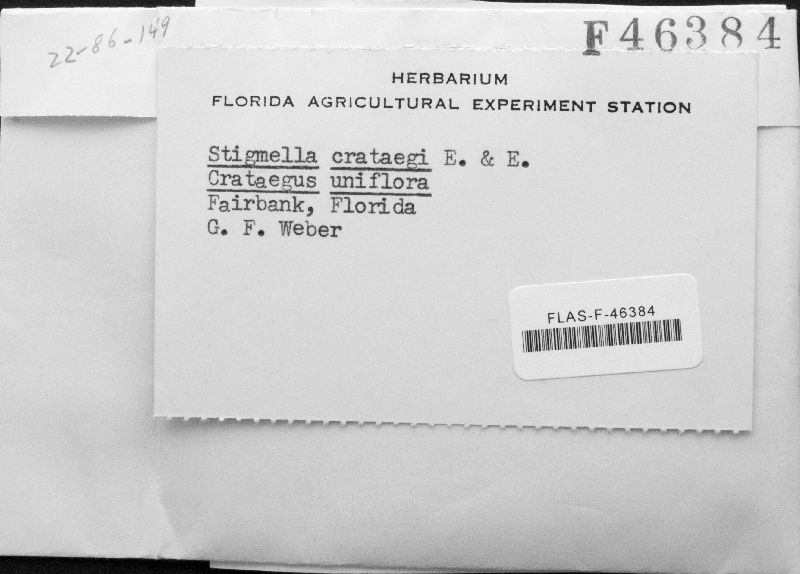 22-86-149
F46384
HERBARIUM
FLORIDA AGRICULTURAL EXPERIMENT STATION
Stigmella crataegi E. & E.
Crataegus uniflora
Fairbank, Florida
G. F. Weber
FLAS-F-46384